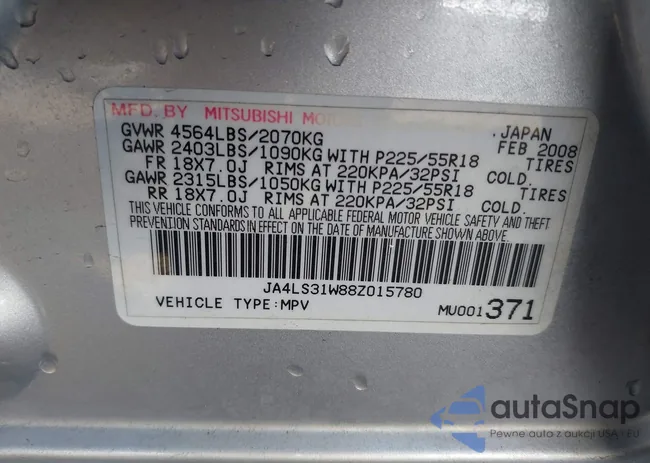 MFD. BY MITSUBISHI MOTORS
JAPAN
GVWR 4564LBS/2070KG FEB 2008
GAWR 2403LBS/1090KG WITH P225/55R18 TIRES
FR 18X7.0J RIMS AT 220KPA/32PSI COLD.
GAWR 2315LBS/1050KG WITH P225/55R18 TIRES
RR 18X7.0J RIMS AT 220KPA/32PSI COLD.
THIS VEHICLE CONFORMS TO ALL APPLICABLE FEDERAL MOTOR VEHICLE SAFETY AND THEFT
PREVENTION STANDARDS IN EFFECT ON THE DATE OF MANUFACTURE SHOWN ABOVE.
JA4LS31W88Z015780
VEHICLE TYPE:MPV MU001371
autoSnap
Pewne auta z aukcji USA i EU